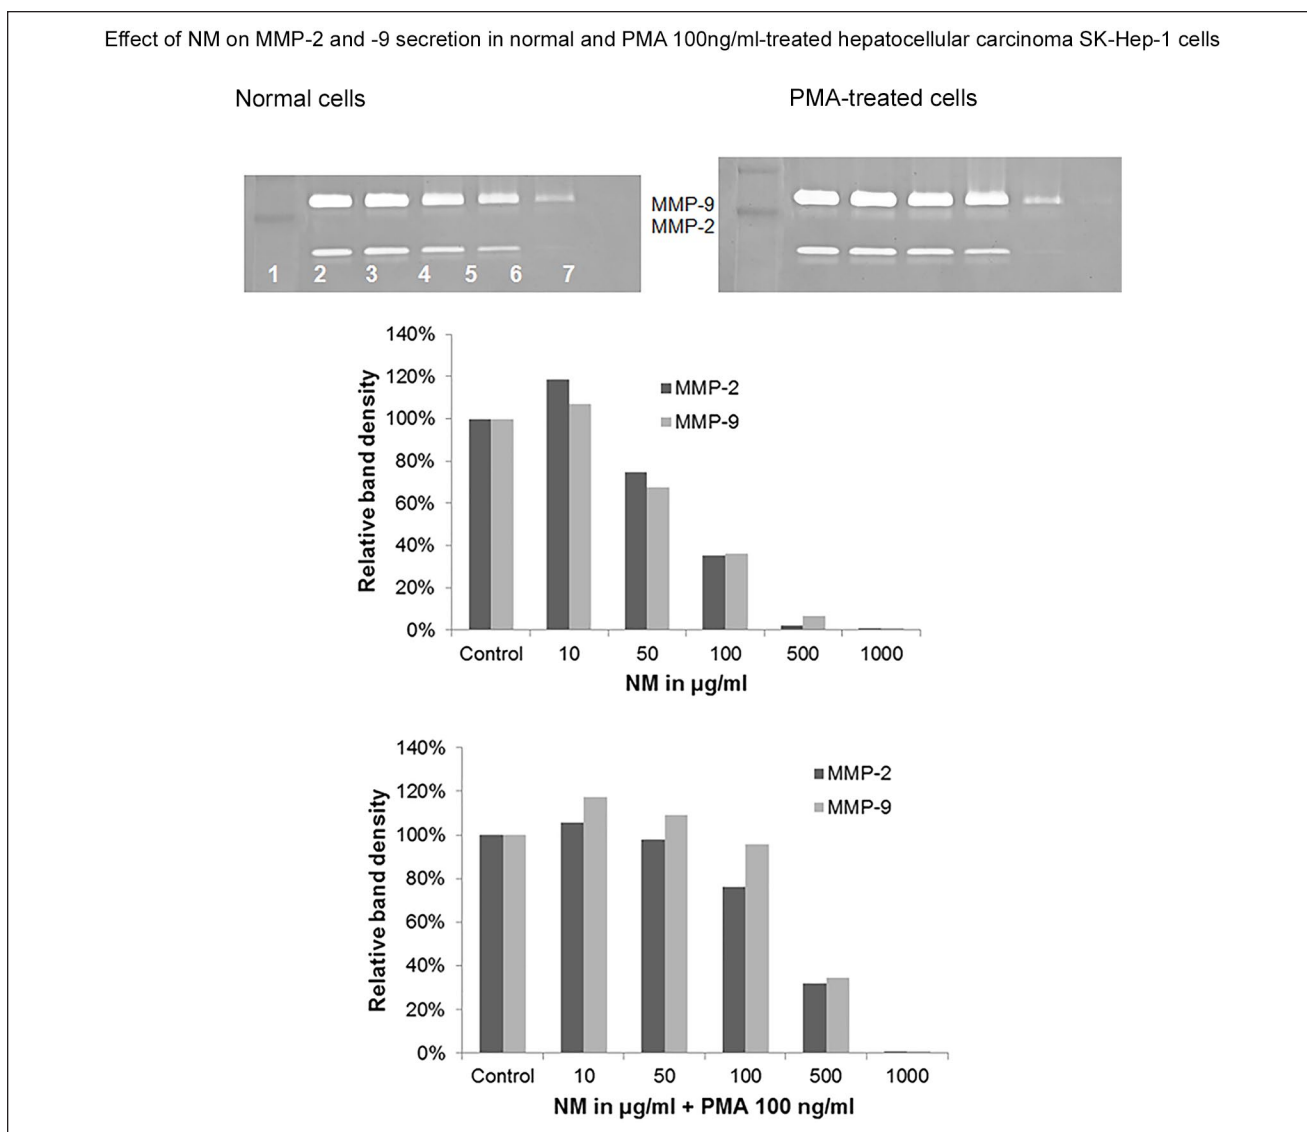 Effect of NM on MMP-2 and -9 secretion in normal and PMA 100ng/ml-treated hepatocellular carcinoma SK-Hep-1 cells
Normal cells
PMA-treated cells
MMP-9
MMP-2
1 2 3 4 5 6 7
140%
120%
100%
80%
60%
40%
20%
0%
Relative band density
MMP-2
MMP-9
Control 10 50 100 500 1000
NM in µg/ml
140%
120%
100%
80%
60%
40%
20%
0%
Relative band density
MMP-2
MMP-9
Control 10 50 100 500 1000
NM in µg/ml + PMA 100 ng/ml